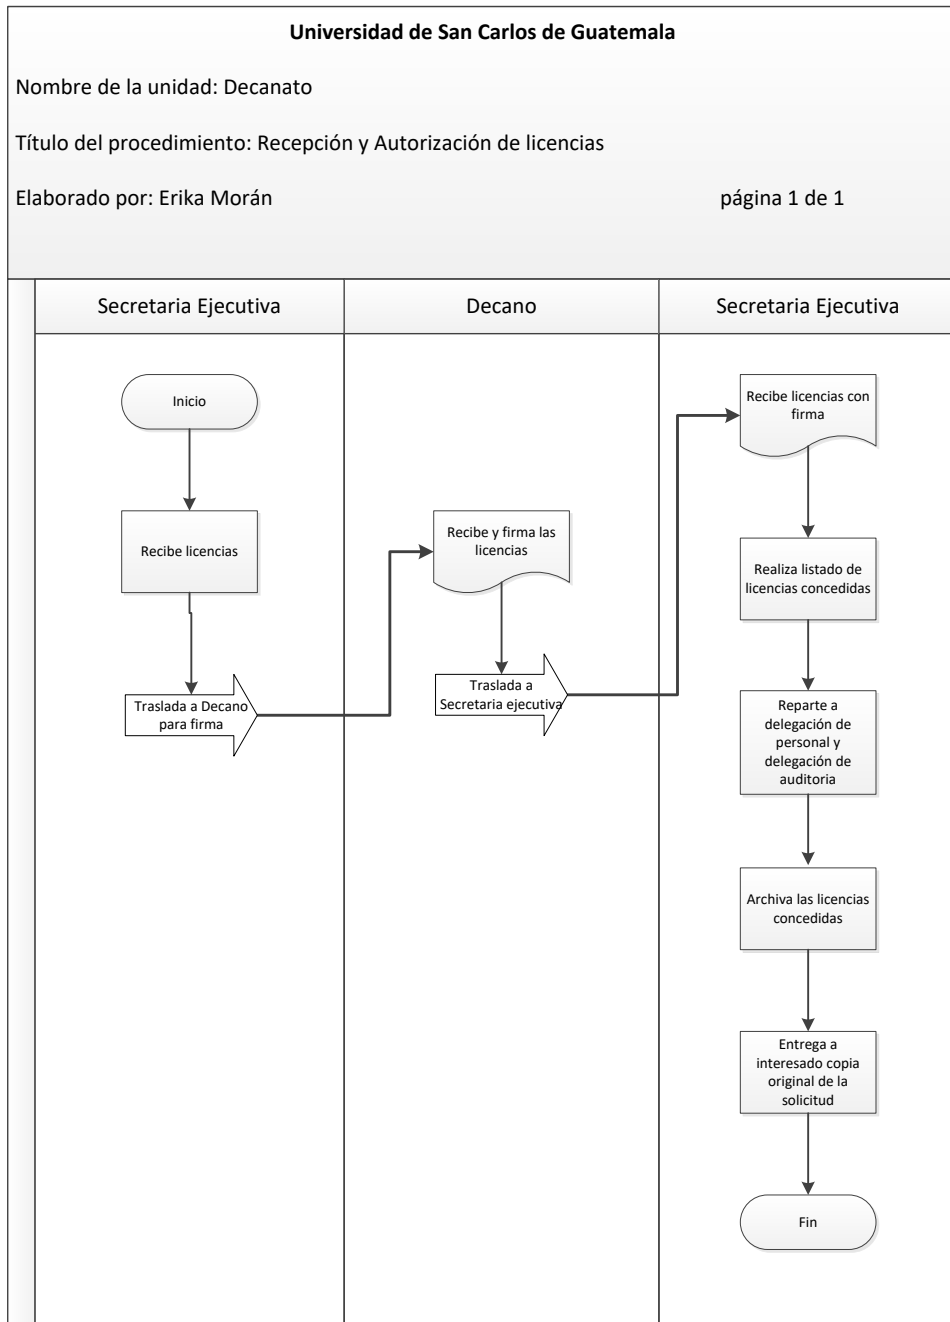 Universidad de San Carlos de Guatemala
Nombre de la unidad: Decanato
Título del procedimiento: Recepción y Autorización de licencias
Elaborado por: Erika Morán página 1 de 1
Secretaria Ejecutiva
Decano
Secretaria Ejecutiva
Inicio
Recibe licencias
Traslada a Decano
para firma
Recibe y firma las
licencias
Traslada a
Secretaria ejecutiva
Recibe licencias con
firma
Realiza listado de
licencias concedidas
Reparte a
delegación de
personal y
delegación de
auditoria
Archiva las licencias
concedidas
Entrega a
interesado copia
original de la
solicitud
Fin